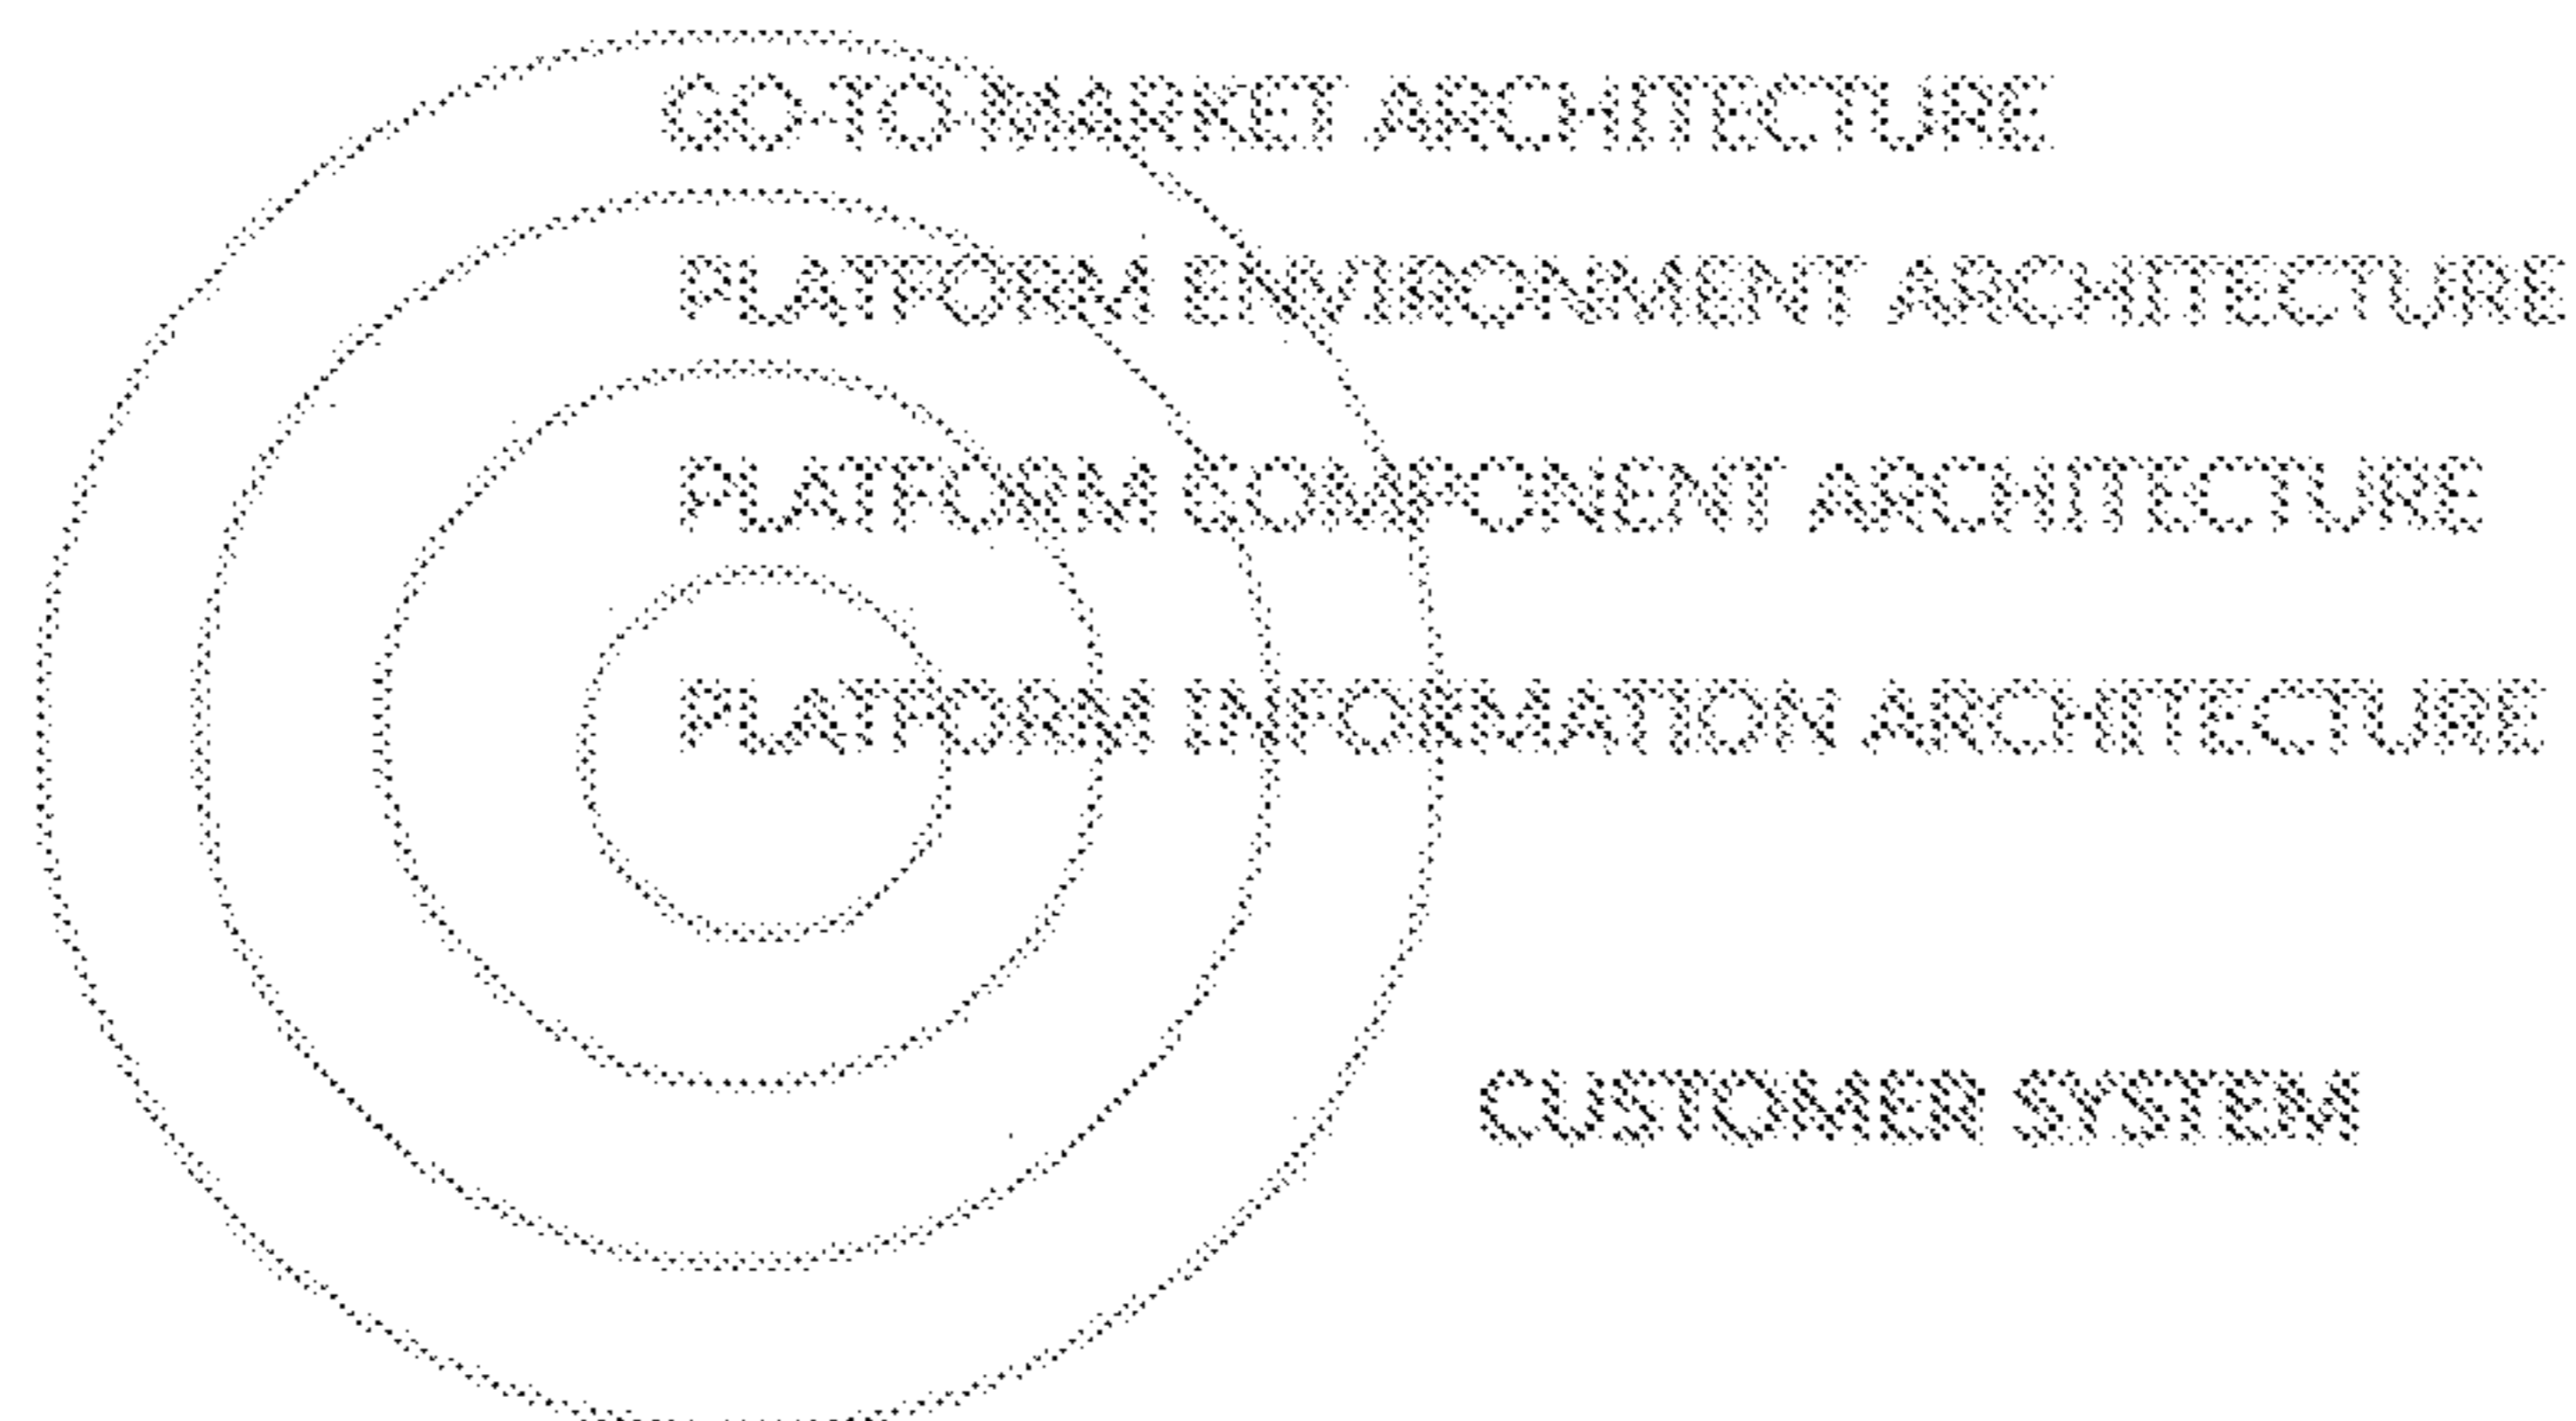 GO-TO-MARKET ARCHITECTURE
PLATFORM ENVIRONMENT ARCHITECTURE
PLATFORM COMPONENT ARCHITECTURE
PLATFORM INFORMATION ARCHITECTURE
CUSTOMER SYSTEM